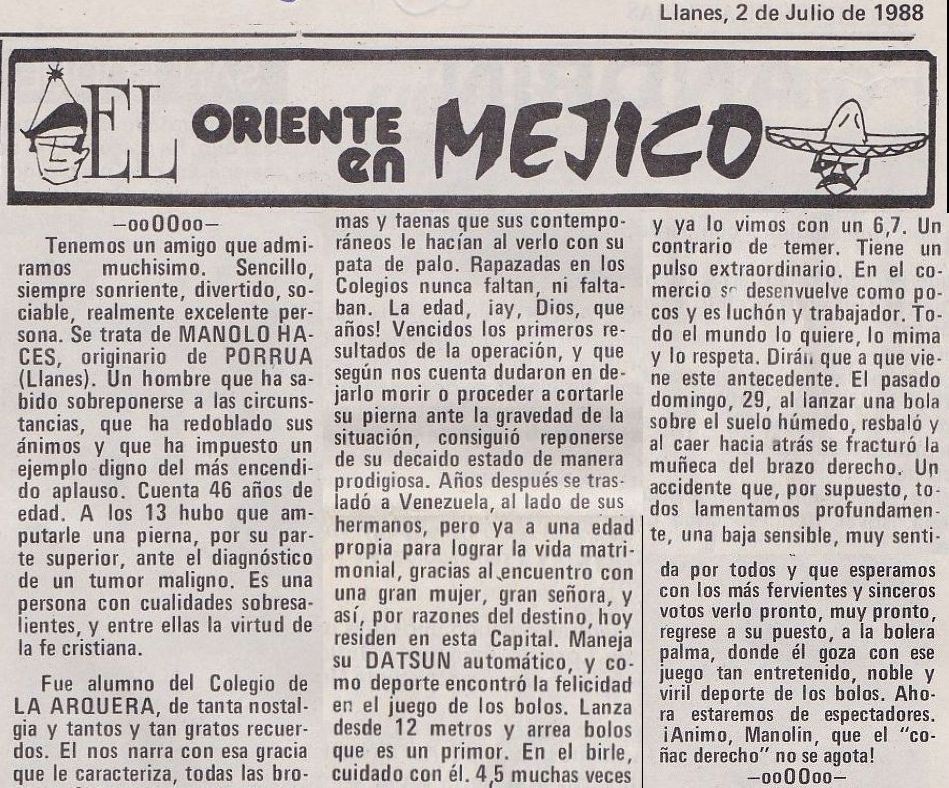 Llanes, 2 de Julio de 1988
EL ORIENTE en MEJICO
—ooOOoo—
Tenemos un amigo que admi-
ramos muchisimo. Sencillo,
siempre sonriente, divertido, so-
ciable, realmente excelente per-
sona. Se trata de MANOLO HA-
CES, originario de PORRUA
(Llanes). Un hombre que ha sa-
bido sobreponerse a las circuns-
tancias, que ha redoblado sus
ánimos y que ha impuesto un
ejemplo digno del más encendi-
do aplauso. Cuenta 46 años de
edad. A los 13 hubo que am-
putarle una pierna, por su par-
te superior, ante el diagnóstico
de un tumor maligno. Es una
persona con cualidades sobresa-
lientes, y entre ellas la virtud de
la fe cristiana.
Fue alumno del Colegio de
LA ARQUERA, de tanta nostal-
gia y tantos y tan gratos recuer-
dos. El nos narra con esa gracia
que le caracteriza, todas las bro-
mas y faenas que sus contempo-
ráneos le hacían al verlo con su
pata de palo. Rapazadas en los
Colegios nunca faltan, ni falta-
ban. La edad, ¡ay, Dios, que
años! Vencidos los primeros re-
sultados de la operación, y que
según nos cuenta dudaron en de-
jarlo morir o proceder a cortarle
su pierna ante la gravedad de la
situación, consiguió reponerse
de su decaido estado de manera
prodigiosa. Años después se tras-
ladó a Venezuela, al lado de sus
hermanos, pero ya a una edad
propia para lograr la vida matri-
monial, gracias al encuentro con
una gran mujer, gran señora, y
así, por razones del destino, hoy
residen en esta Capital. Maneja
su DATSUN automático, y co-
mo deporte encontró la felicidad
en el juego de los bolos. Lanza
desde 12 metros y arrea bolos
que es un primor. En el birle,
cuidado con él. 4,5 muchas veces
y ya lo vimos con un 6,7. Un
contrario de temer. Tiene un
pulso extraordinario. En el co-
mercio se desenvuelve como po-
cos y es luchón y trabajador. To-
do el mundo lo quiere, lo mima
y lo respeta. Dirán que a que vie-
ne este antecedente. El pasado
domingo, 29, al lanzar una bola
sobre el suelo húmedo, resbaló y
al caer hacia atrás se fracturó la
muñeca del brazo derecho. Un
accidente que, por supuesto, to-
dos lamentamos profundamen-
te, una baja sensible, muy senti-
da por todos y que esperamos
con los más fervientes y sinceros
votos verlo pronto, muy pronto,
regrese a su puesto, a la bolera
palma, donde él goza con ese
juego tan entretenido, noble y
viril deporte de los bolos. Aho-
ra estaremos de espectadores.
¡Animo, Manolin, que el "co-
ñac derecho" no se agota!
—ooOOoo—